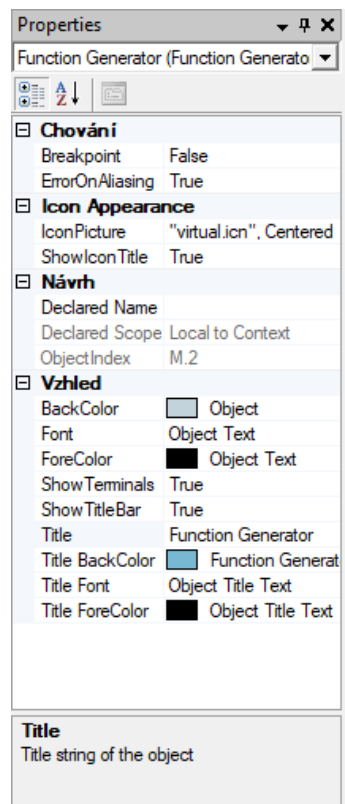 Properties
Function Generator (Function Generato
A
Z
Chování
Breakpoint False
ErrorOnAliasing True
Icon Appearance
IconPicture "virtual.icn", Centered
ShowIconTitle True
Návrh
Declared Name
Declared Scope Local to Context
ObjectIndex M.2
Vzhled
BackColor Object
Font Object Text
ForeColor Object Text
ShowTerminals True
ShowTitleBar True
Title Function Generator
Title BackColor Function Generat
Title Font Object Title Text
Title ForeColor Object Title Text
Title
Title string of the object